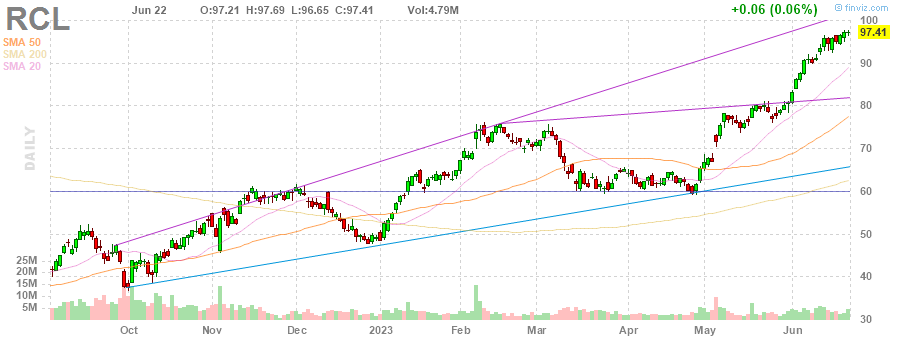 RCL
Jun 22 O:97.21 H:97.69 L:96.65 C:97.41 Vol:4.79M +0.06 (0.06%) finviz.com
SMA 50
SMA 200
SMA 20
DAILY
100
97.41
90
80
70
60
50
40
30
25M
20M
15M
10M
5M
Oct Nov Dec 2023 Feb Mar Apr May Jun